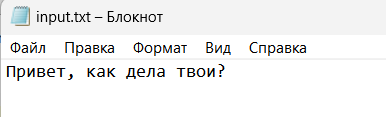 input.txt – Блокнот
Файл Правка Формат Вид Справка
Привет, как дела твои?